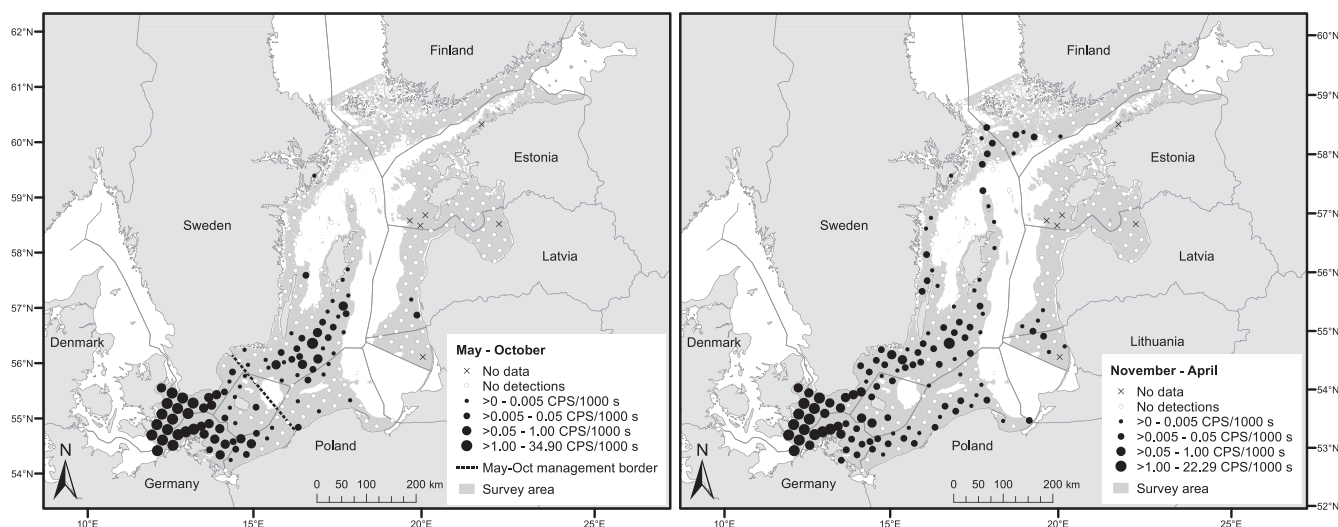 62°N
61°N
60°N
59°N
58°N
57°N
56°N
55°N
54°N
Finland
Estonia
Sweden
Latvia
Denmark
Poland
Germany
N
May - October
No data
No detections
>0 - 0.005 CPS/1000 s
>0.005 - 0.05 CPS/1000 s
>0.05 - 1.00 CPS/1000 s
>1.00 - 34.90 CPS/1000 s
May-Oct management border
Survey area
0 50 100 200 km
10°E 15°E 20°E 25°E
Finland
Estonia
Sweden
Latvia
Denmark
Lithuania
Poland
Germany
N
November - April
No data
No detections
>0 - 0.005 CPS/1000 s
>0.005 - 0.05 CPS/1000 s
>0.05 - 1.00 CPS/1000 s
>1.00 - 22.29 CPS/1000 s
Survey area
0 50 100 200 km
60°N
59°N
58°N
57°N
56°N
55°N
54°N
53°N
52°N
10°E 15°E 20°E 25°E